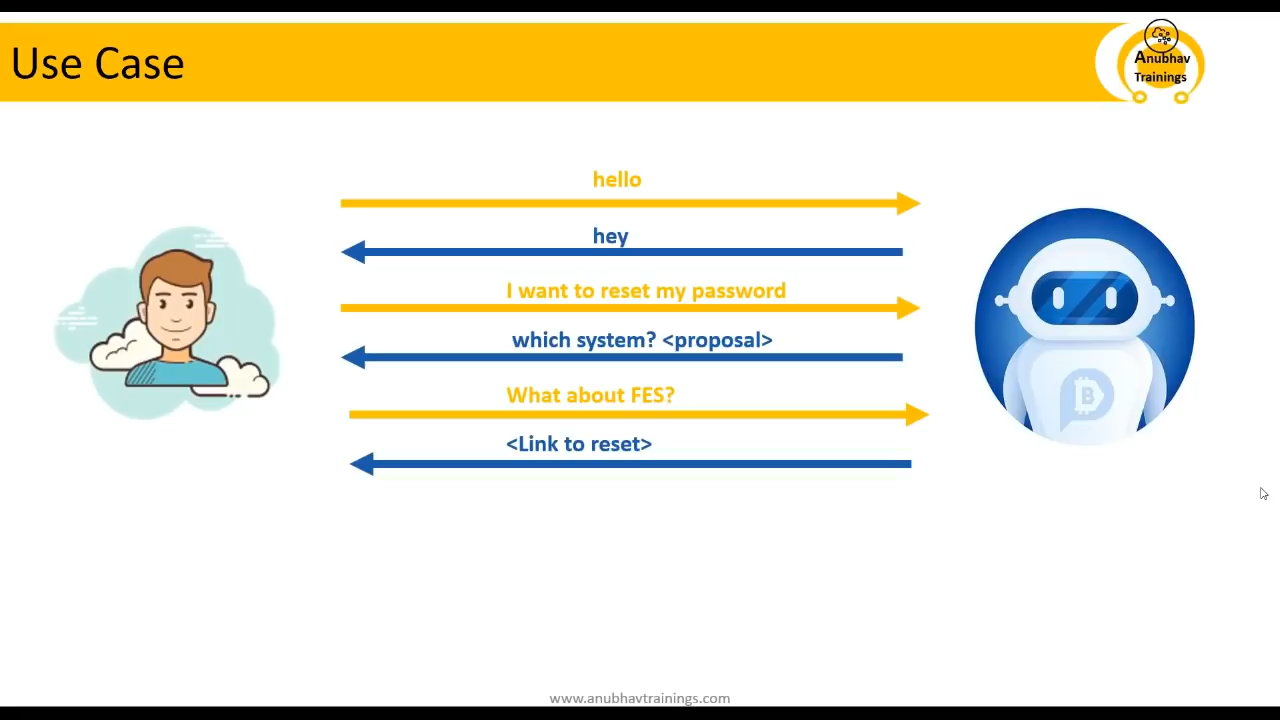 Use Case
Anubhav
Trainings
hello
hey
I want to reset my password
which system? <proposal>
What about FES?
<Link to reset>
B
www.anubhavtrainings.com